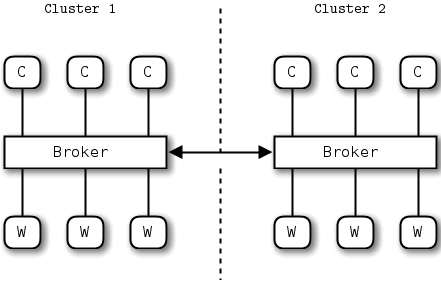 Cluster 1
Cluster 2
C C C
C C C
Broker
Broker
W W W
W W W